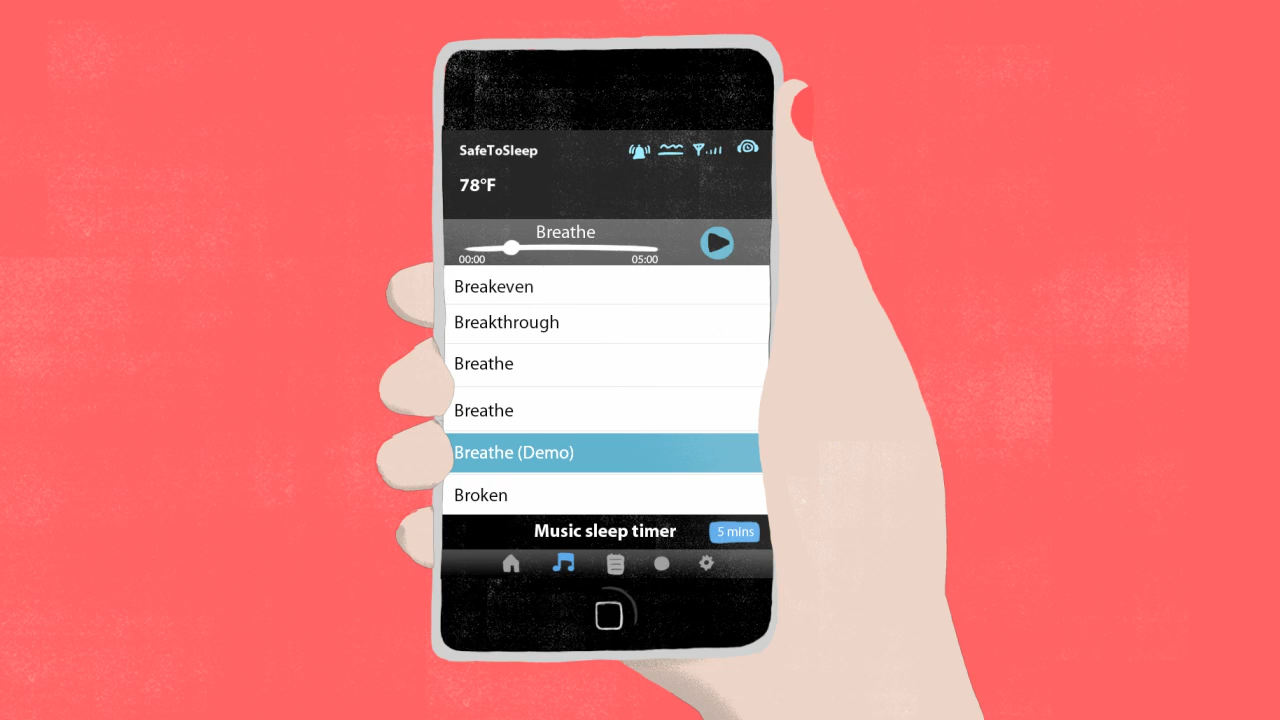 SafeToSleep
78°F
Breathe
00:00 05:00
Breakeven
Breakthrough
Breathe
Breathe
Breathe (Demo)
Broken
Music sleep timer 5 mins